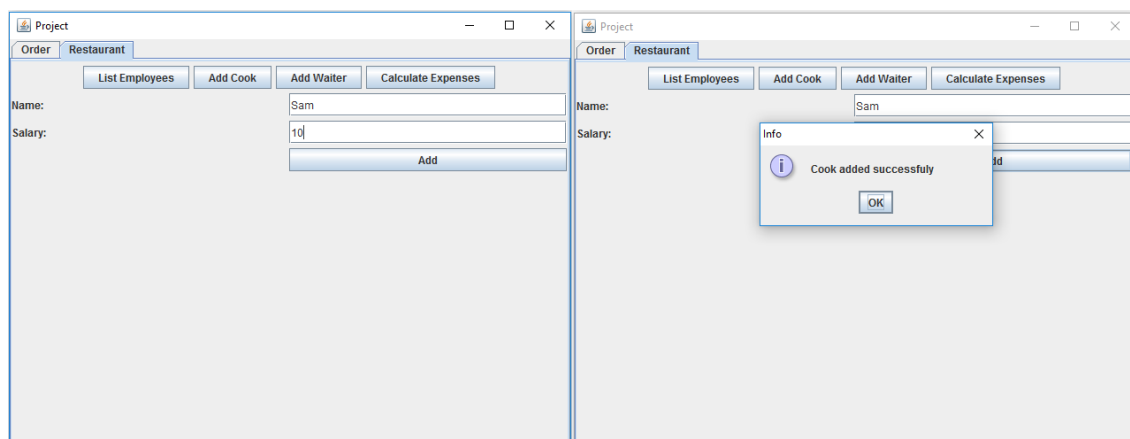 Project
Order Restaurant
List Employees Add Cook Add Waiter Calculate Expenses
Name: Sam
Salary: 10
Add
Project
Order Restaurant
List Employees Add Cook Add Waiter Calculate Expenses
Name: Sam
Salary:
Info
Cook added successfuly
OK
dd